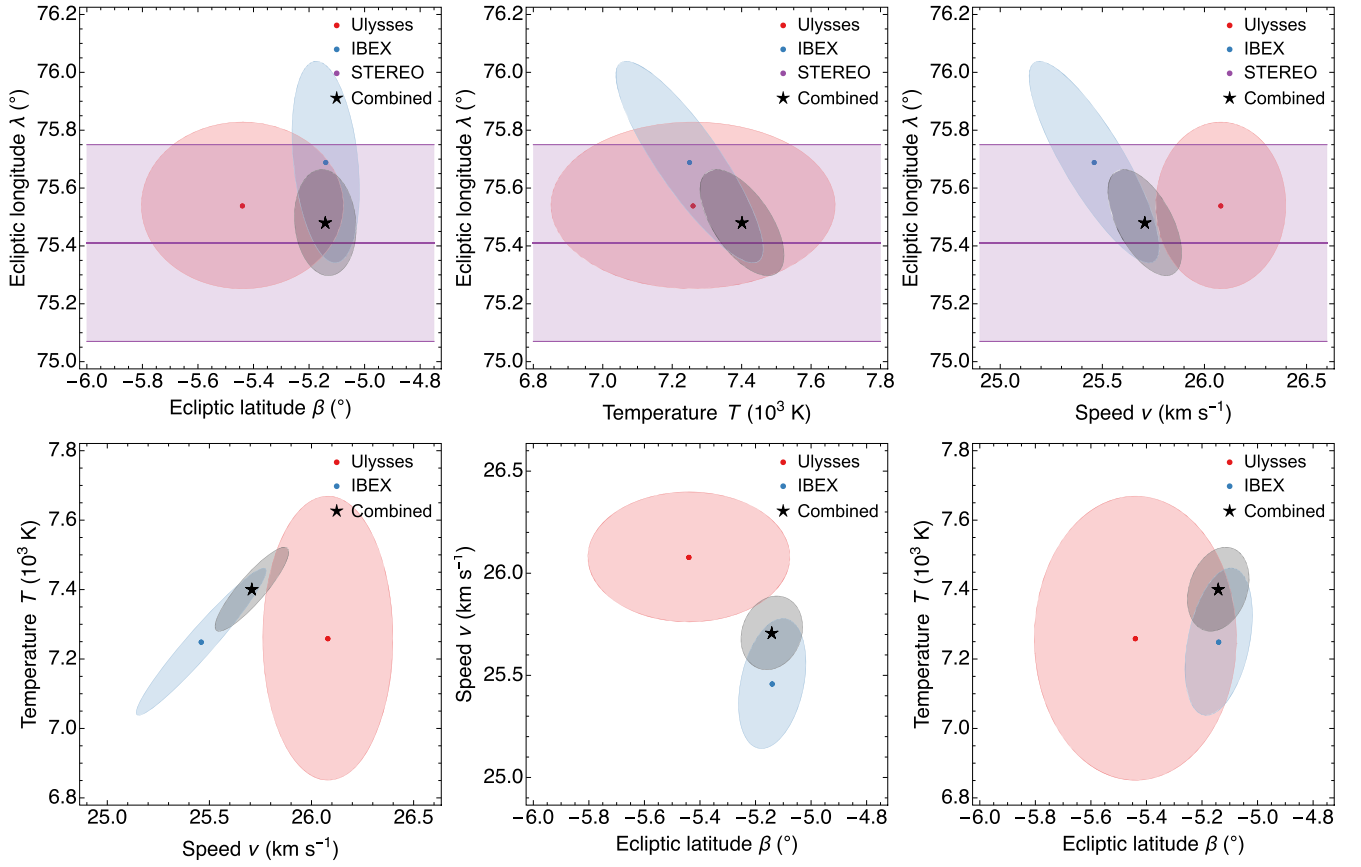 Ulysses
IBEX
STEREO
Combined
76.2
76.0
75.8
75.6
75.4
75.2
75.0
Ecliptic longitude λ (°)
−6.0 −5.8 −5.6 −5.4 −5.2 −5.0 −4.8
Ecliptic latitude β (°)
Ulysses
IBEX
STEREO
Combined
76.2
76.0
75.8
75.6
75.4
75.2
75.0
Ecliptic longitude λ (°)
6.8 7.0 7.2 7.4 7.6 7.8
Temperature T (10³ K)
Ulysses
IBEX
STEREO
Combined
76.2
76.0
75.8
75.6
75.4
75.2
75.0
Ecliptic longitude λ (°)
25.0 25.5 26.0 26.5
Speed v (km s⁻¹)
Ulysses
IBEX
Combined
7.8
7.6
7.4
7.2
7.0
6.8
Temperature T (10³ K)
25.0 25.5 26.0 26.5
Speed v (km s⁻¹)
Ulysses
IBEX
Combined
26.5
26.0
25.5
25.0
Speed v (km s⁻¹)
−6.0 −5.8 −5.6 −5.4 −5.2 −5.0 −4.8
Ecliptic latitude β (°)
Ulysses
IBEX
Combined
7.8
7.6
7.4
7.2
7.0
6.8
Temperature T (10³ K)
−6.0 −5.8 −5.6 −5.4 −5.2 −5.0 −4.8
Ecliptic latitude β (°)